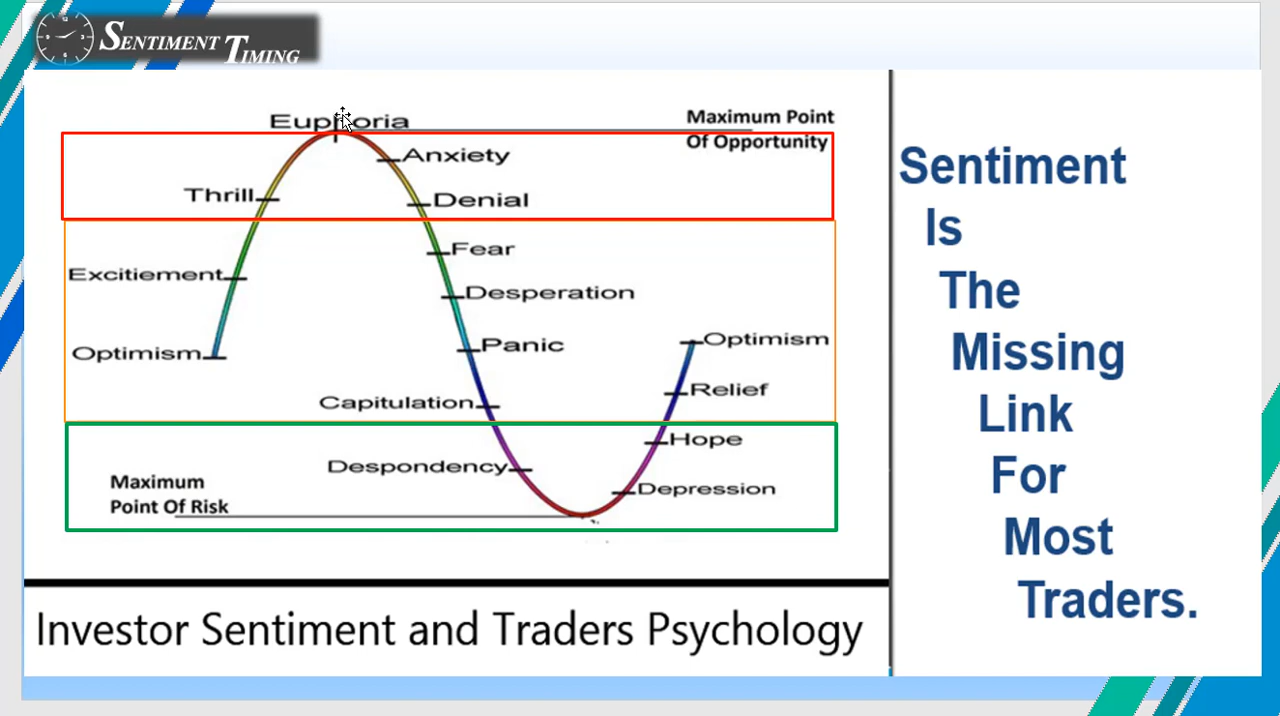 SENTIMENT TIMING
Euphoria
Maximum Point
Of Opportunity
Anxiety
Thrill
Denial
Fear
Excitiement
Desperation
Optimism
Panic
Optimism
Capitulation
Relief
Hope
Despondency
Maximum
Point Of Risk
Depression
Investor Sentiment and Traders Psychology
Sentiment
Is
The
Missing
Link
For
Most
Traders.